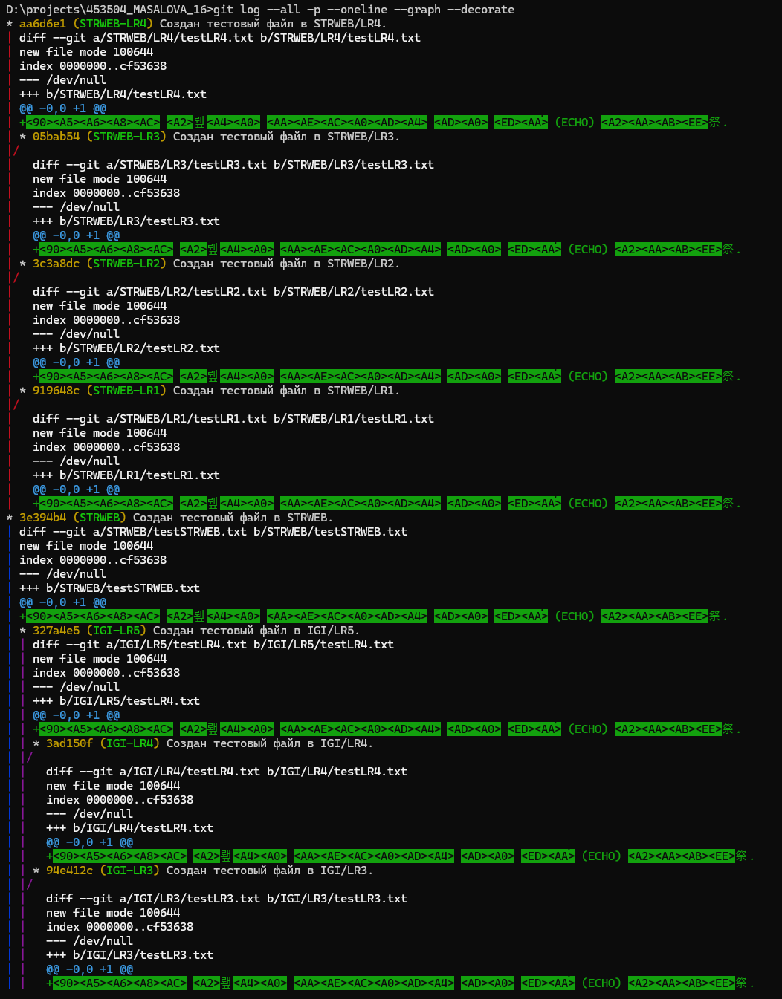 D:\projects\453504_MASALOVA_16>git log --all -p --oneline --graph --decorate
* aa6d6e1 (STRWEB-LR4) Создан тестовый файл в STRWEB/LR4.
| diff --git a/STRWEB/LR4/testLR4.txt b/STRWEB/LR4/testLR4.txt
| new file mode 100644
| index 0000000..cf53638
| --- /dev/null
| +++ b/STRWEB/LR4/testLR4.txt
| @@ -0,0 +1 @@
| +<90><A5><A6><A8><AC> <A2>뢮<A4><A0> <AA><AE><AC><A0><AD><A4> <AD><A0> <ED><AA> (ECHO) <A2><AA><AB><EE>祭.
| * 05bab54 (STRWEB-LR3) Создан тестовый файл в STRWEB/LR3.
|/
|   diff --git a/STRWEB/LR3/testLR3.txt b/STRWEB/LR3/testLR3.txt
|   new file mode 100644
|   index 0000000..cf53638
|   --- /dev/null
|   +++ b/STRWEB/LR3/testLR3.txt
|   @@ -0,0 +1 @@
|   +<90><A5><A6><A8><AC> <A2>뢮<A4><A0> <AA><AE><AC><A0><AD><A4> <AD><A0> <ED><AA> (ECHO) <A2><AA><AB><EE>祭.
| * 3c3a8dc (STRWEB-LR2) Создан тестовый файл в STRWEB/LR2.
|/
|   diff --git a/STRWEB/LR2/testLR2.txt b/STRWEB/LR2/testLR2.txt
|   new file mode 100644
|   index 0000000..cf53638
|   --- /dev/null
|   +++ b/STRWEB/LR2/testLR2.txt
|   @@ -0,0 +1 @@
|   +<90><A5><A6><A8><AC> <A2>뢮<A4><A0> <AA><AE><AC><A0><AD><A4> <AD><A0> <ED><AA> (ECHO) <A2><AA><AB><EE>祭.
| * 919648c (STRWEB-LR1) Создан тестовый файл в STRWEB/LR1.
|/
|   diff --git a/STRWEB/LR1/testLR1.txt b/STRWEB/LR1/testLR1.txt
|   new file mode 100644
|   index 0000000..cf53638
|   --- /dev/null
|   +++ b/STRWEB/LR1/testLR1.txt
|   @@ -0,0 +1 @@
|   +<90><A5><A6><A8><AC> <A2>뢮<A4><A0> <AA><AE><AC><A0><AD><A4> <AD><A0> <ED><AA> (ECHO) <A2><AA><AB><EE>祭.
* 3e394b4 (STRWEB) Создан тестовый файл в STRWEB.
| diff --git a/STRWEB/testSTRWEB.txt b/STRWEB/testSTRWEB.txt
| new file mode 100644
| index 0000000..cf53638
| --- /dev/null
| +++ b/STRWEB/testSTRWEB.txt
| @@ -0,0 +1 @@
| +<90><A5><A6><A8><AC> <A2>뢮<A4><A0> <AA><AE><AC><A0><AD><A4> <AD><A0> <ED><AA> (ECHO) <A2><AA><AB><EE>祭.
| * 327a4e5 (IGI-LR5) Создан тестовый файл в IGI/LR5.
| | diff --git a/IGI/LR5/testLR4.txt b/IGI/LR5/testLR4.txt
| | new file mode 100644
| | index 0000000..cf53638
| | --- /dev/null
| | +++ b/IGI/LR5/testLR4.txt
| | @@ -0,0 +1 @@
| | +<90><A5><A6><A8><AC> <A2>뢮<A4><A0> <AA><AE><AC><A0><AD><A4> <AD><A0> <ED><AA> (ECHO) <A2><AA><AB><EE>祭.
| | * 3ad150f (IGI-LR4) Создан тестовый файл в IGI/LR4.
| |/
| |   diff --git a/IGI/LR4/testLR4.txt b/IGI/LR4/testLR4.txt
| |   new file mode 100644
| |   index 0000000..cf53638
| |   --- /dev/null
| |   +++ b/IGI/LR4/testLR4.txt
| |   @@ -0,0 +1 @@
| |   +<90><A5><A6><A8><AC> <A2>뢮<A4><A0> <AA><AE><AC><A0><AD><A4> <AD><A0> <ED><AA> (ECHO) <A2><AA><AB><EE>祭.
| | * 94e412c (IGI-LR3) Создан тестовый файл в IGI/LR3.
| |/
| |   diff --git a/IGI/LR3/testLR3.txt b/IGI/LR3/testLR3.txt
| |   new file mode 100644
| |   index 0000000..cf53638
| |   --- /dev/null
| |   +++ b/IGI/LR3/testLR3.txt
| |   @@ -0,0 +1 @@
| |   +<90><A5><A6><A8><AC> <A2>뢮<A4><A0> <AA><AE><AC><A0><AD><A4> <AD><A0> <ED><AA> (ECHO) <A2><AA><AB><EE>祭.